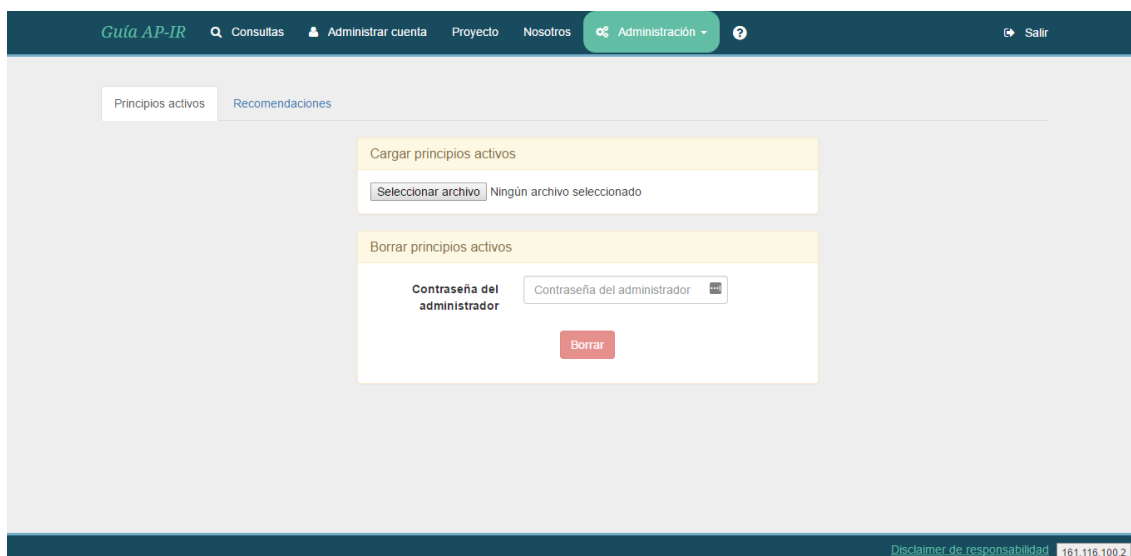 Guía AP-IR Consultas Administrar cuenta Proyecto Nosotros Administración Salir
Principios activos Recomendaciones
Cargar principios activos
Seleccionar archivo Ningún archivo seleccionado
Borrar principios activos
Contraseña del
administrador
Contraseña del administrador
Borrar
Disclaimer de responsabilidad
161.116.100.2